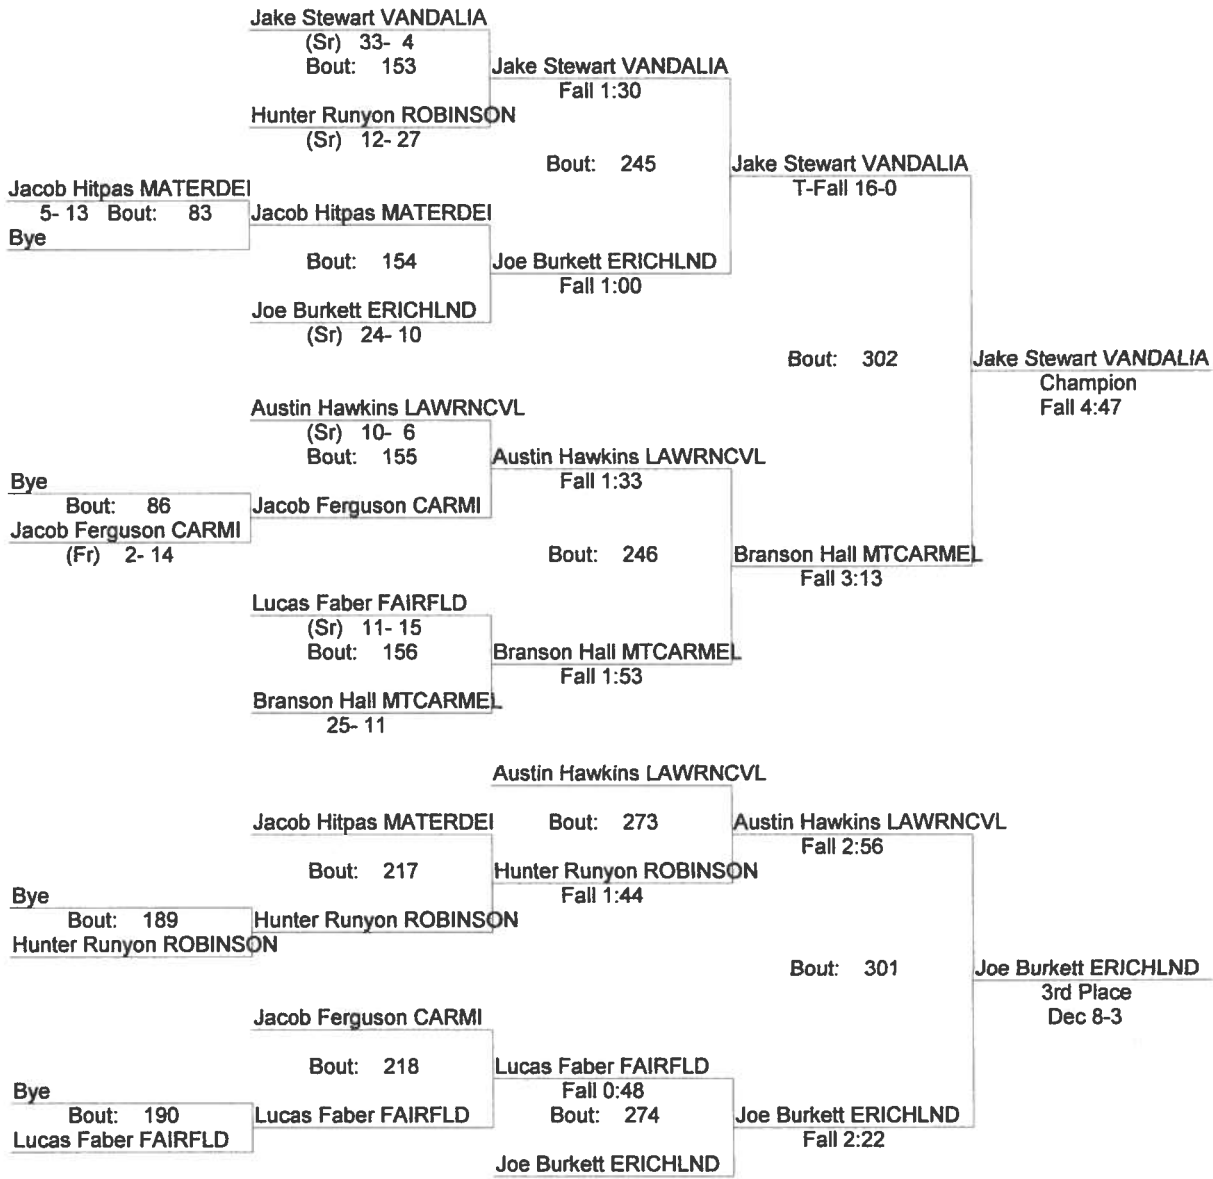 Jake Stewart VANDALIA
(Sr) 33- 4
Bout: 153
Jake Stewart VANDALIA
Fall 1:30
Hunter Runyon ROBINSON
(Sr) 12- 27
Bout: 245
Jake Stewart VANDALIA
T-Fall 16-0
Jacob Hitpas MATERDEI
5- 13 Bout: 83
Jacob Hitpas MATERDEI
Bye
Bout: 154
Joe Burkett ERICHLND
Fall 1:00
Joe Burkett ERICHLND
(Sr) 24- 10
Bout: 302
Jake Stewart VANDALIA
Champion
Fall 4:47
Austin Hawkins LAWRNCVL
(Sr) 10- 6
Bout: 155
Austin Hawkins LAWRNCVL
Fall 1:33
Bye
Bout: 86
Jacob Ferguson CARMI
Jacob Ferguson CARMI
(Fr) 2- 14
Bout: 246
Branson Hall MTCARMEL
Fall 3:13
Lucas Faber FAIRFLD
(Sr) 11- 15
Bout: 156
Branson Hall MTCARMEL
Fall 1:53
Branson Hall MTCARMEL
25- 11
Austin Hawkins LAWRNCVL
Jacob Hitpas MATERDEI
Bout: 273
Austin Hawkins LAWRNCVL
Fall 2:56
Bout: 217
Hunter Runyon ROBINSON
Fall 1:44
Bye
Bout: 189
Hunter Runyon ROBINSON
Hunter Runyon ROBINSON
Bout: 301
Joe Burkett ERICHLND
3rd Place
Dec 8-3
Jacob Ferguson CARMI
Bout: 218
Lucas Faber FAIRFLD
Fall 0:48
Bye
Bout: 190
Lucas Faber FAIRFLD
Bout: 274
Joe Burkett ERICHLND
Fall 2:22
Lucas Faber FAIRFLD
Joe Burkett ERICHLND